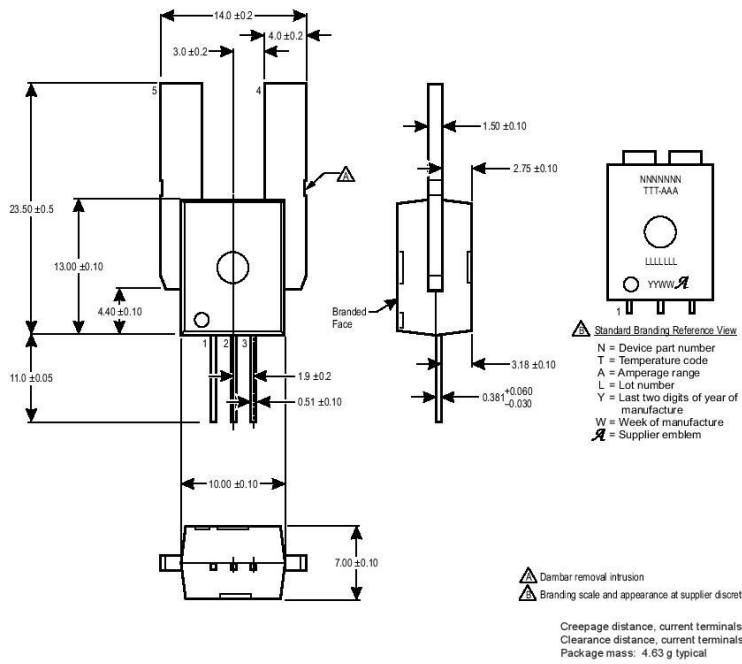 14.0 ±0.2
3.0 ±0.2
4.0 ±0.2
5
4
1.50 ±0.10
2.75 ±0.10
A
23.50 ±0.5
13.00 ±0.10
4.40 ±0.10
Branded
Face
1 2 3
11.0 ±0.05
1.9 ±0.2
0.51 ±0.10
3.18 ±0.10
0.381 +0.060
–0.030
10.00 ±0.10
7.00 ±0.10
NNNNNNN
TTT-AAA
LLLLLLL
YYWW
1
B Standard Branding Reference View
N = Device part number
T = Temperature code
A = Amperage range
L = Lot number
Y = Last two digits of year of
manufacture
W = Week of manufacture
A = Supplier emblem
A Dambar removal intrusion
B Branding scale and appearance at supplier discret
Creepage distance, current terminals
Clearance distance, current terminals
Package mass: 4.63 g typical